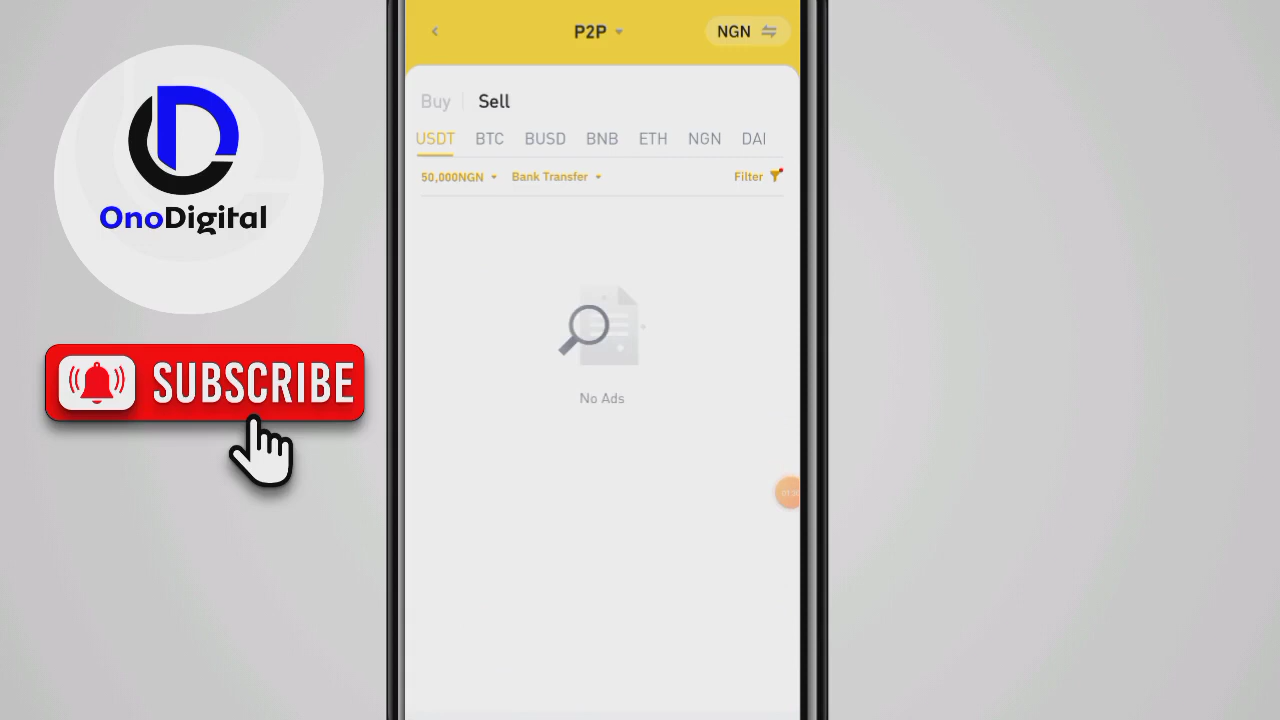 P2P
NGN
Buy
Sell
USDT BTC BUSD BNB ETH NGN DAI
50,000NGN
Bank Transfer
Filter
No Ads
OnoDigital
SUBSCRIBE